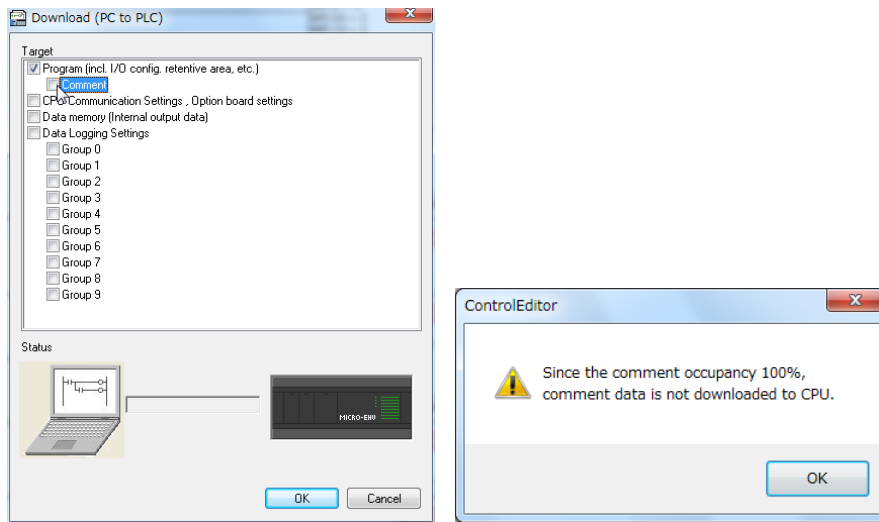 Download (PC to PLC)
Target
Program (incl. I/O config. retentive area, etc.)
Comment
CPU Communication Settings , Option board settings
Data memory (Internal output data)
Data Logging Settings
Group 0
Group 1
Group 2
Group 3
Group 4
Group 5
Group 6
Group 7
Group 8
Group 9
Status
MICRO-EHV
OK
Cancel
ControlEditor
Since the comment occupancy 100%,
comment data is not downloaded to CPU.
OK